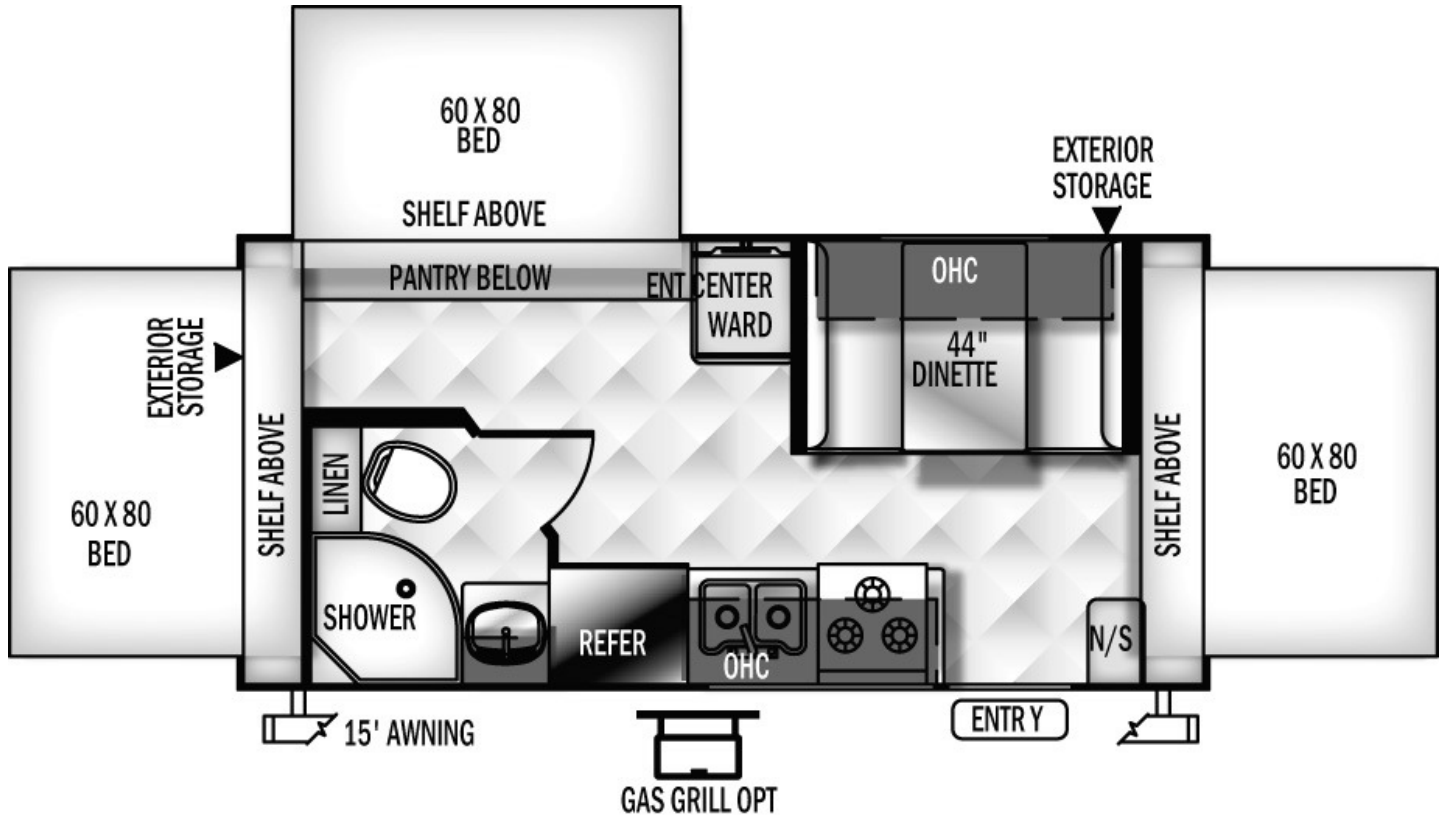 60 X 80
BED
SHELF ABOVE
EXTERIOR
STORAGE
PANTRY BELOW
ENT CENTER
WARD
OHC
44"
DINETTE
EXTERIOR
STORAGE
SHELF ABOVE
60 X 80
BED
LINEN
SHOWER
REFER
OHC
N/S
SHELF ABOVE
60 X 80
BED
15' AWNING
ENTRY
GAS GRILL OPT